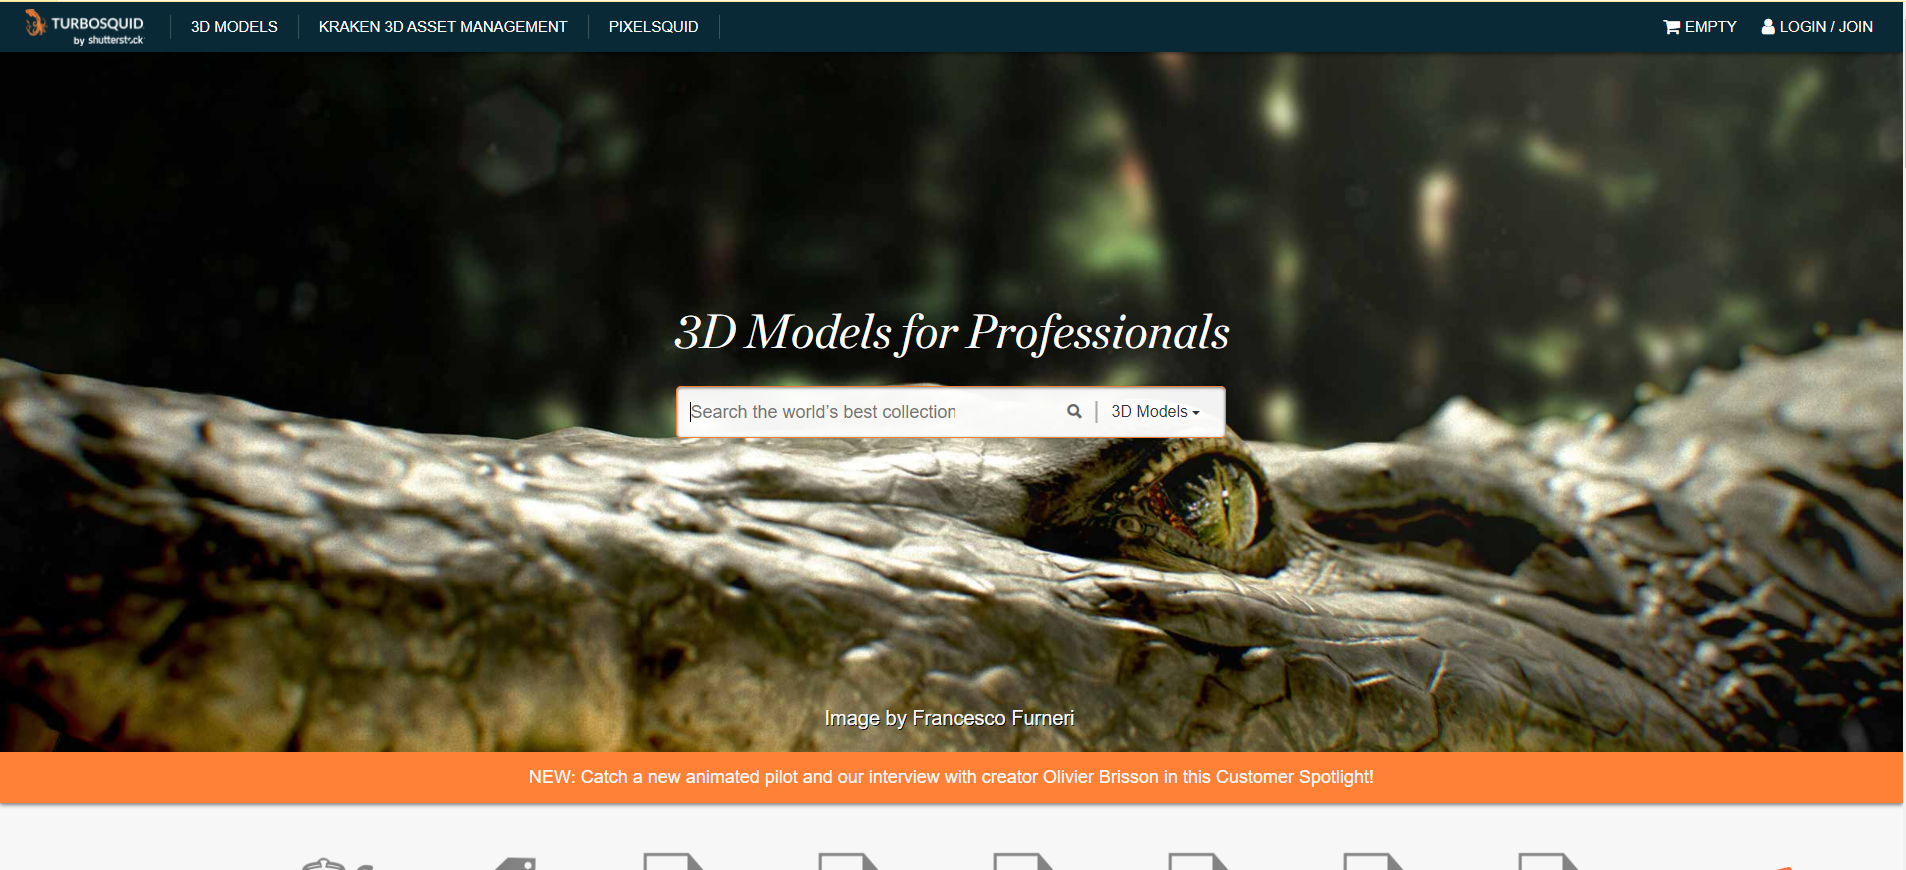 TURBOSQUID
by shutterstock
3D MODELS
KRAKEN 3D ASSET MANAGEMENT
PIXELSQUID
EMPTY
LOGIN / JOIN
3D Models for Professionals
Search the world's best collection
3D Models
Image by Francesco Furneri
NEW: Catch a new animated pilot and our interview with creator Olivier Brisson in this Customer Spotlight!